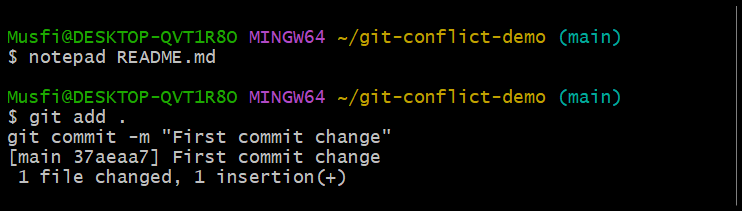 Musfi@DESKTOP-QVT1R8O MINGW64 ~/git-conflict-demo (main)
$ notepad README.md
Musfi@DESKTOP-QVT1R8O MINGW64 ~/git-conflict-demo (main)
$ git add .
git commit -m "First commit change"
[main 37aeaa7] First commit change
 1 file changed, 1 insertion(+)